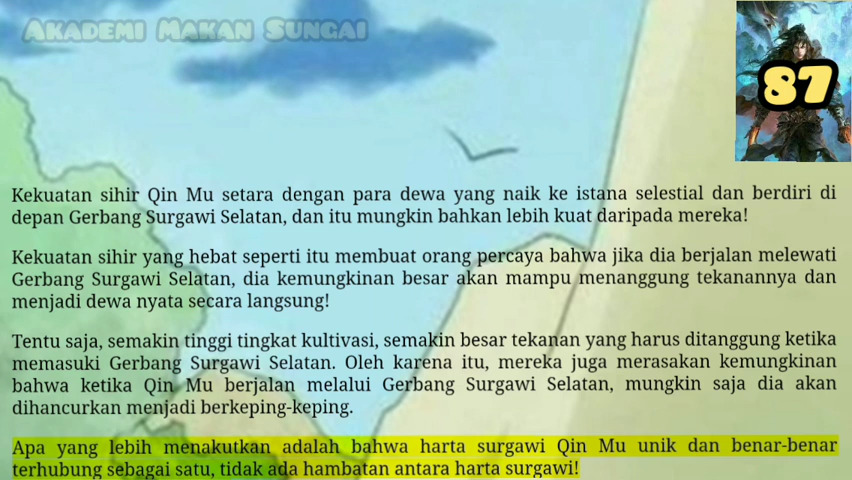 Akademi Makan Sungai
87
Kekuatan sihir Qin Mu setara dengan para dewa yang naik ke istana selestial dan berdiri di
depan Gerbang Surgawi Selatan, dan itu mungkin bahkan lebih kuat daripada mereka!
Kekuatan sihir yang hebat seperti itu membuat orang percaya bahwa jika dia berjalan melewati
Gerbang Surgawi Selatan, dia kemungkinan besar akan mampu menanggung tekanannya dan
menjadi dewa nyata secara langsung!
Tentu saja, semakin tinggi tingkat kultivasi, semakin besar tekanan yang harus ditanggung ketika
memasuki Gerbang Surgawi Selatan. Oleh karena itu, mereka juga merasakan kemungkinan
bahwa ketika Qin Mu berjalan melalui Gerbang Surgawi Selatan, mungkin saja dia akan
dihancurkan menjadi berkeping-keping.
Apa yang lebih menakutkan adalah bahwa harta surgawi Qin Mu unik dan benar-benar
terhubung sebagai satu, tidak ada hambatan antara harta surgawi!